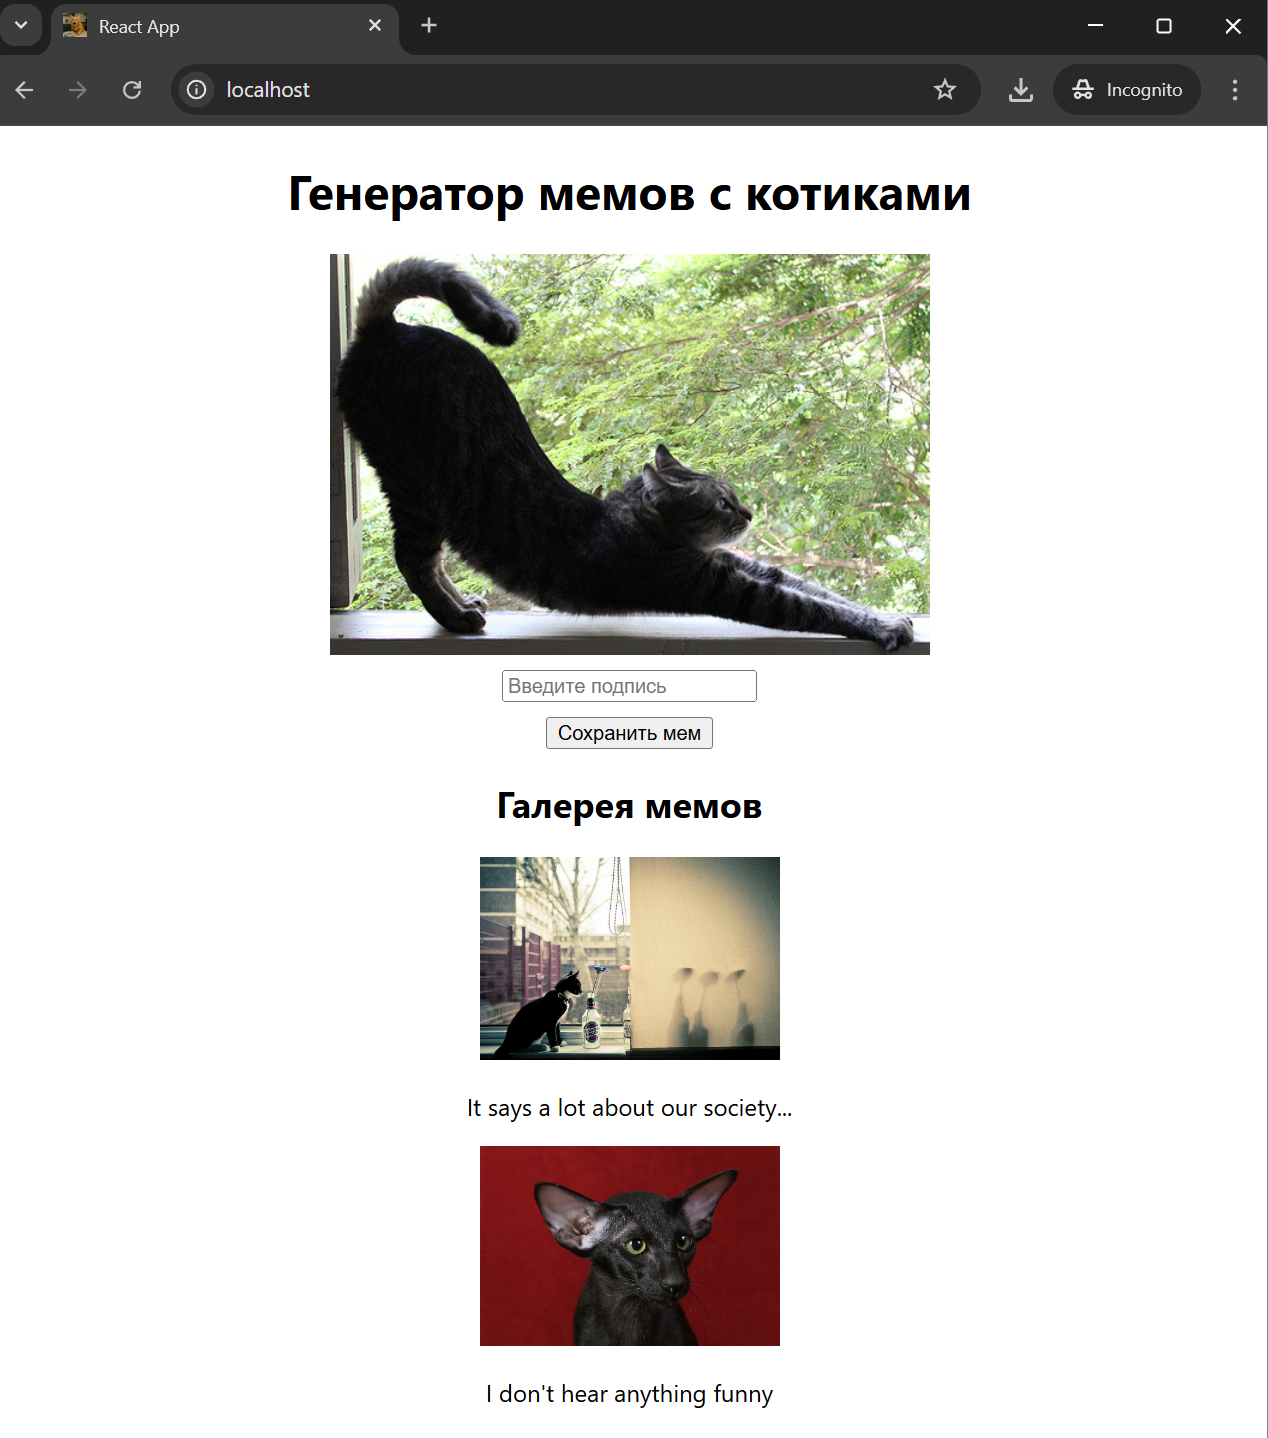 React App
localhost
Incognito
Генератор мемов с котиками
Введите подпись
Сохранить мем
Галерея мемов
It says a lot about our society...
I don't hear anything funny